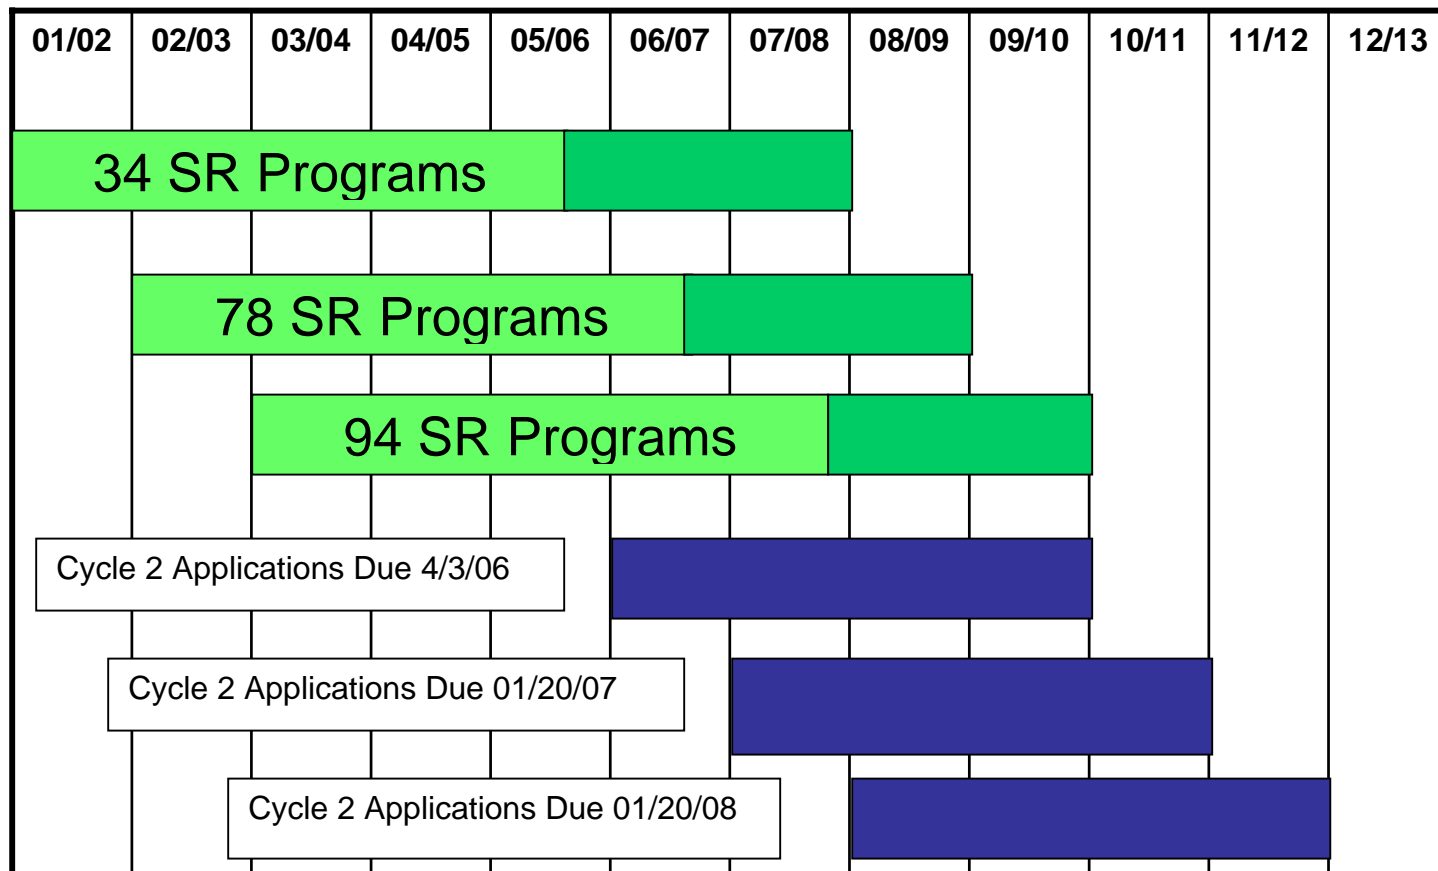 01/02 02/03 03/04 04/05 05/06 06/07 07/08 08/09 09/10 10/11 11/12 12/13
34 SR Programs
78 SR Programs
94 SR Programs
Cycle 2 Applications Due 4/3/06
Cycle 2 Applications Due 01/20/07
Cycle 2 Applications Due 01/20/08